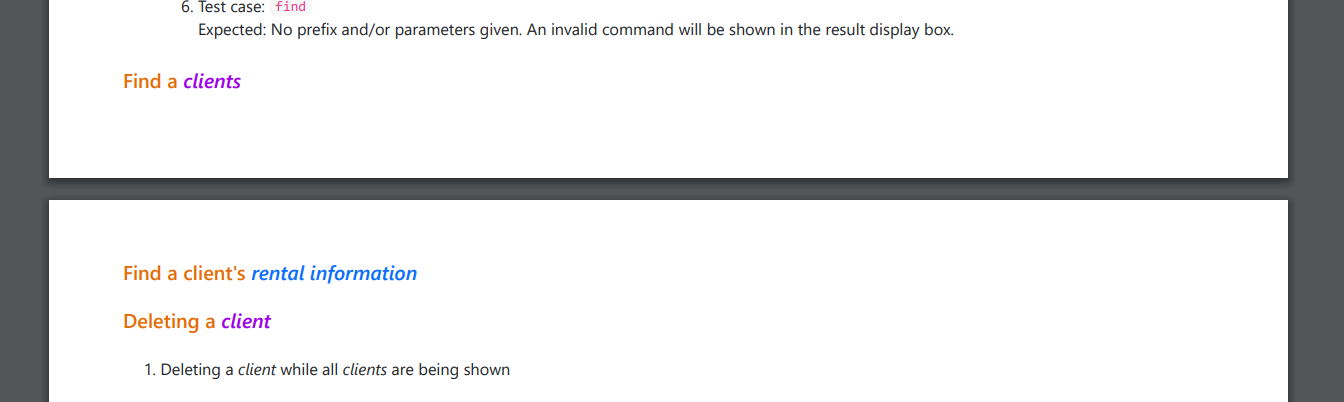 6. Test case: find
Expected: No prefix and/or parameters given. An invalid command will be shown in the result display box.
Find a clients
Find a client's rental information
Deleting a client
1. Deleting a client while all clients are being shown